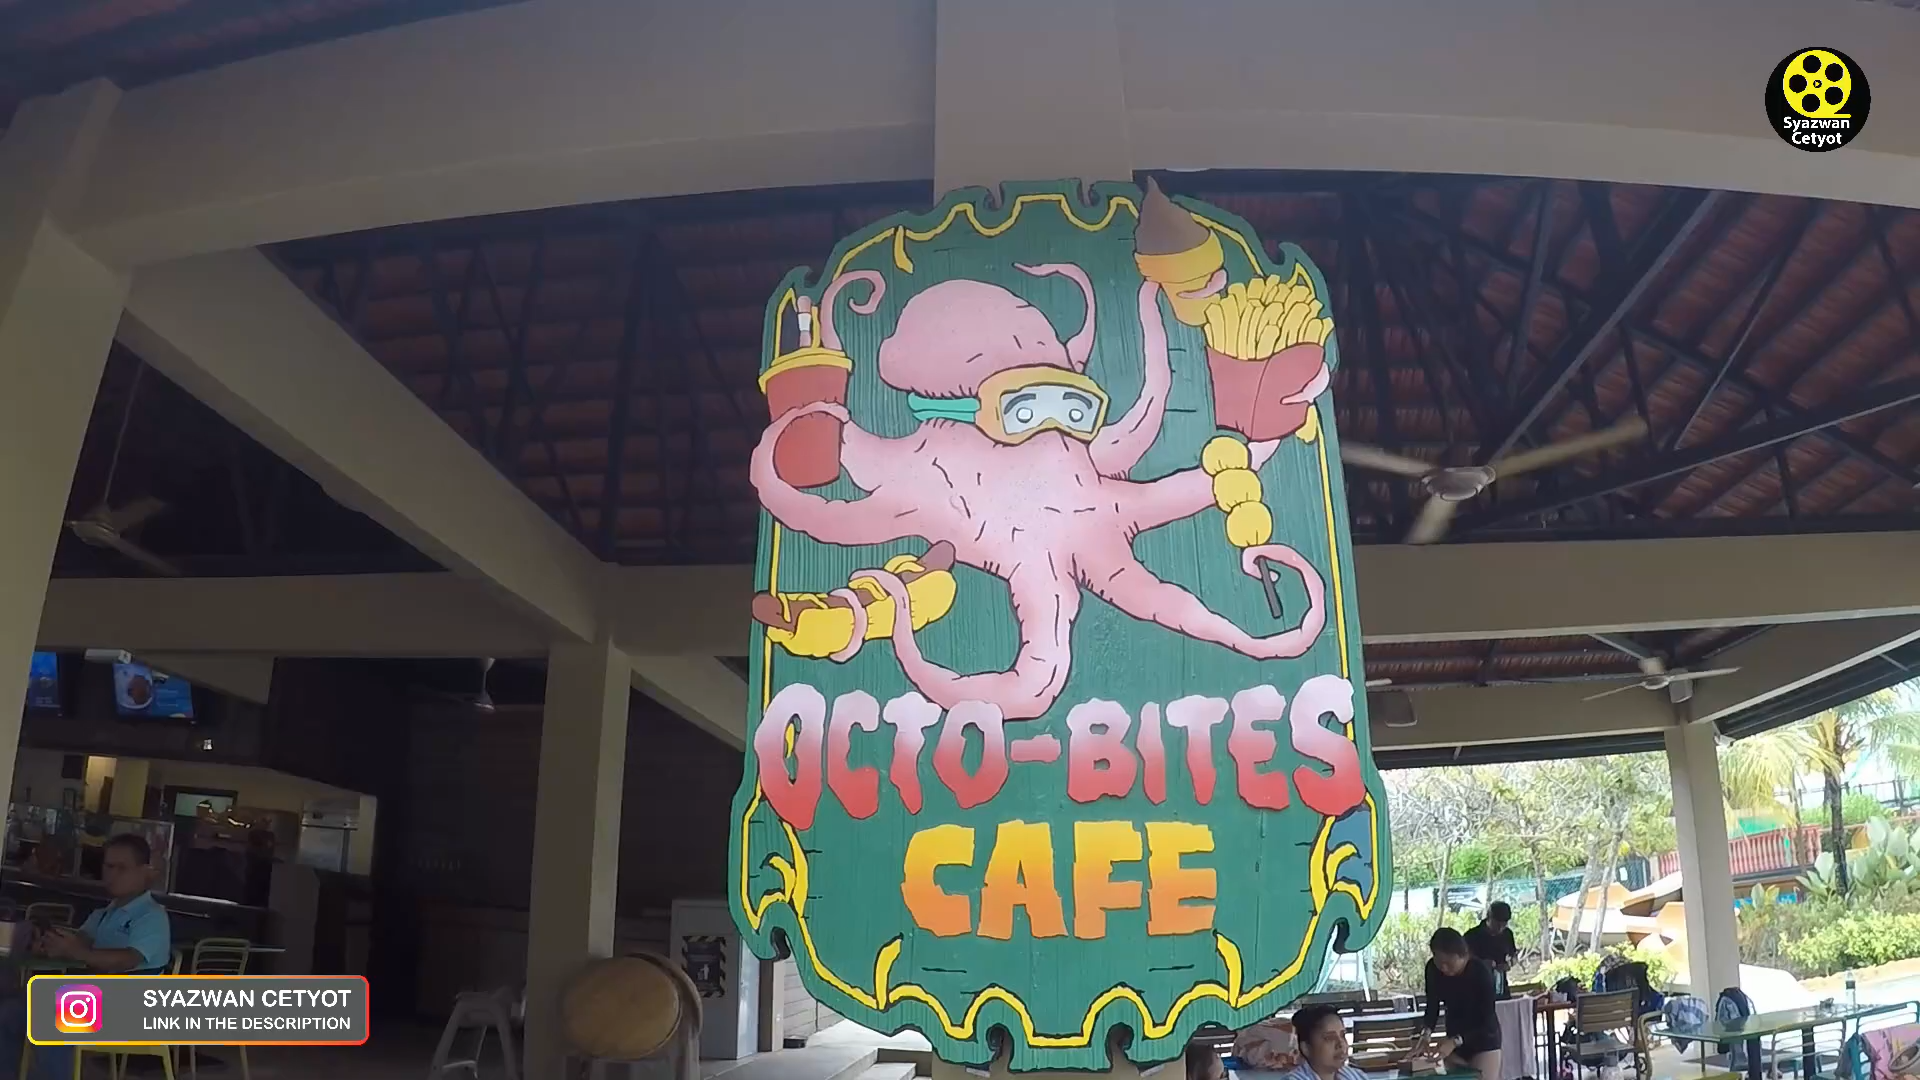 Syazwan
Cetyot
OCTO-BITES
CAFE
SYAZWAN CETYOT
LINK IN THE DESCRIPTION